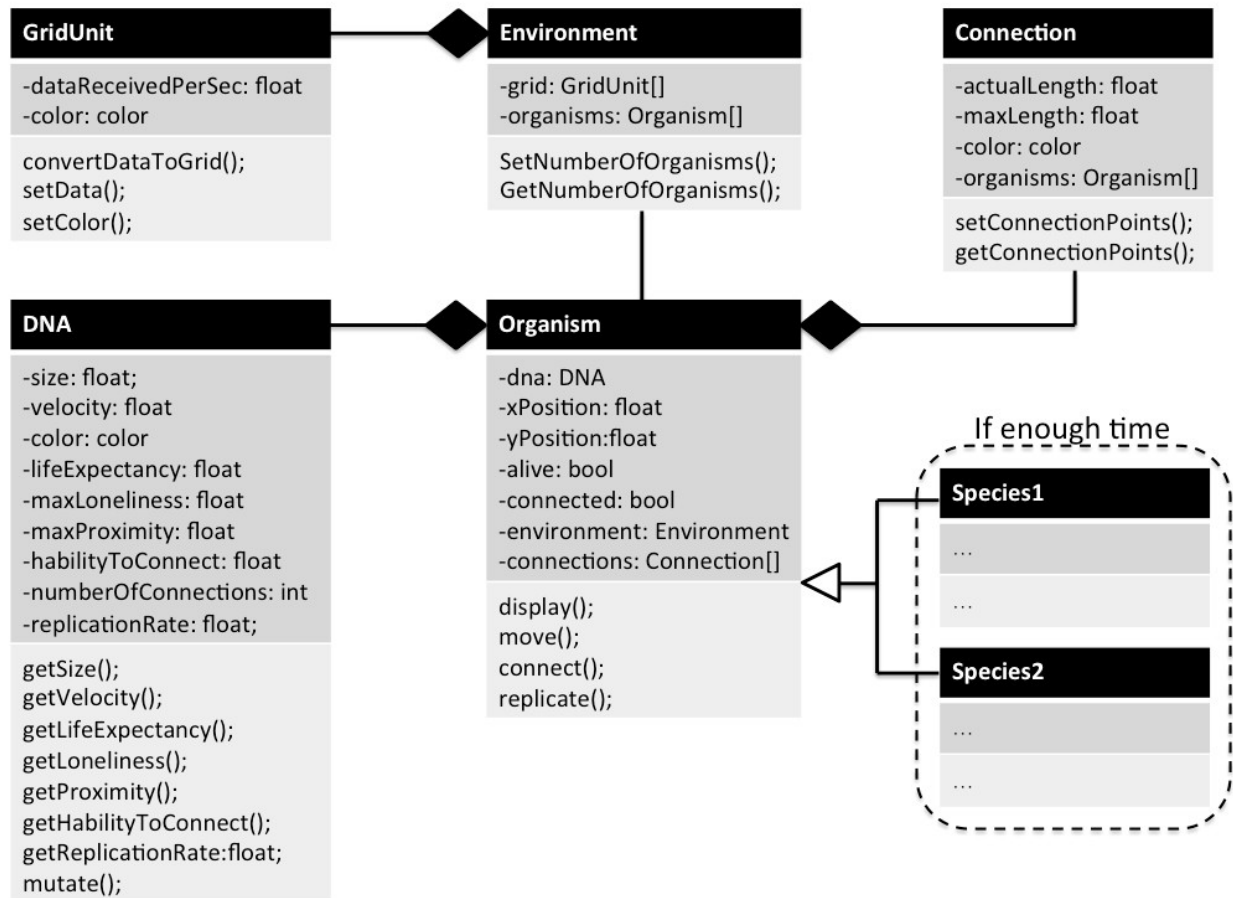 GridUnit
-dataReceivedPerSec: float
-color: color
convertDataToGrid();
setData();
setColor();
Environment
-grid: GridUnit[]
-organisms: Organism[]
SetNumberOfOrganisms();
GetNumberOfOrganisms();
Connection
-actualLength: float
-maxLength: float
-color: color
-organisms: Organism[]
setConnectionPoints();
getConnectionPoints();
DNA
-size: float;
-velocity: float
-color: color
-lifeExpectancy: float
-maxLoneliness: float
-maxProximity: float
-habilityToConnect: float
-numberOfConnections: int
-replicationRate: float;
getSize();
getVelocity();
getLifeExpectancy();
getLoneliness();
getProximity();
getHabilityToConnect();
getReplicationRate:float;
mutate();
Organism
-dna: DNA
-xPosition: float
-yPosition:float
-alive: bool
-connected: bool
-environment: Environment
-connections: Connection[]
display();
move();
connect();
replicate();
If enough time
Species1
...
...
Species2
...
...